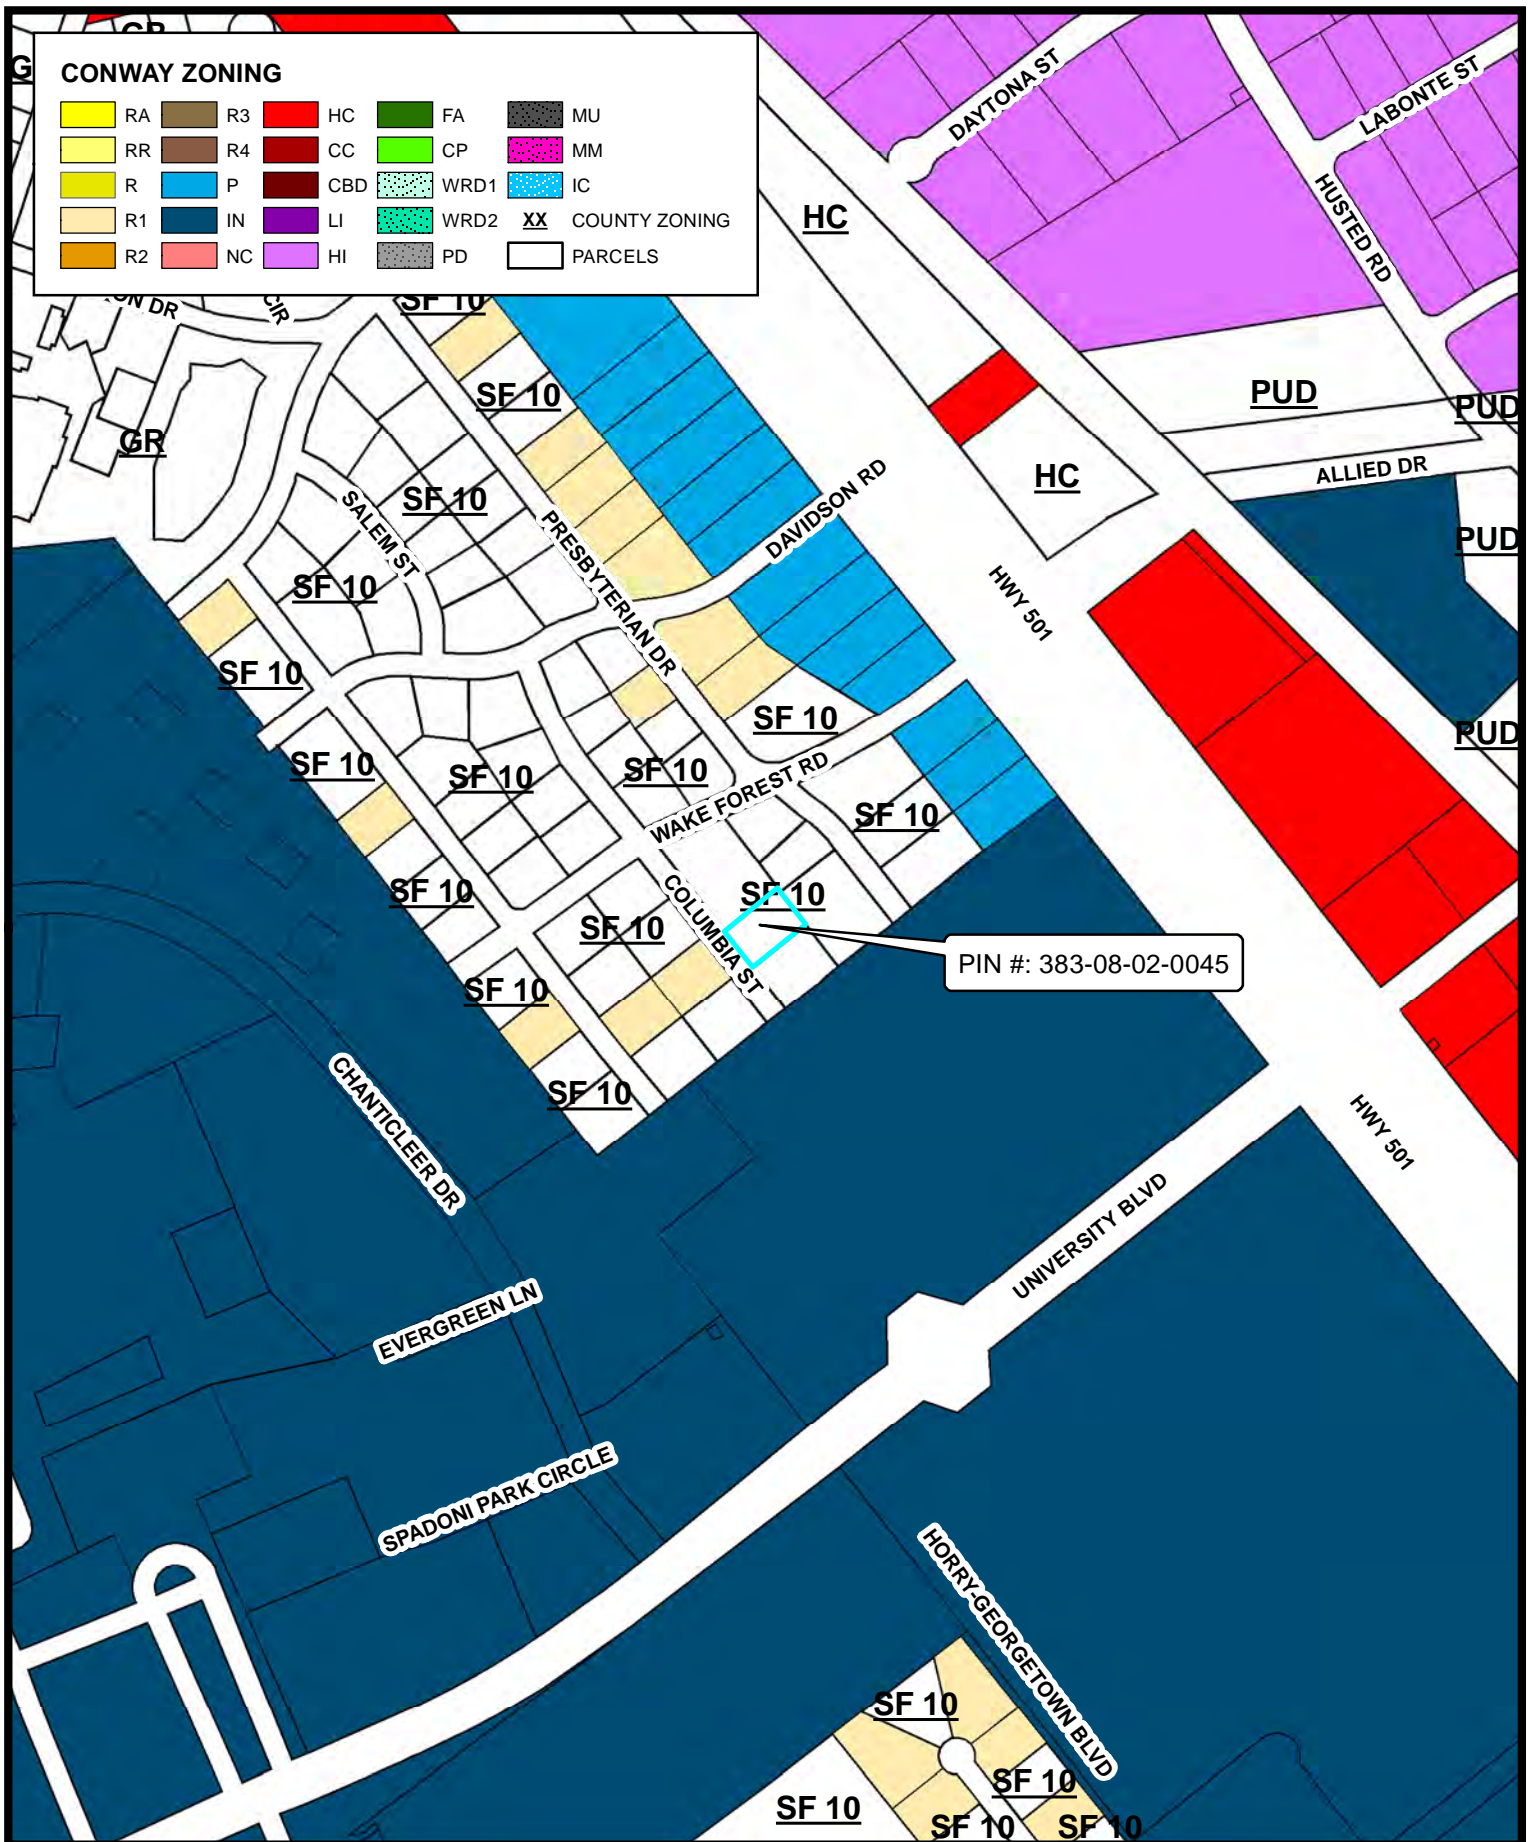 CONWAY ZONING
RA
R3
HC
FA
MU
RR
R4
CC
CP
MM
R
P
CBD
WRD1
IC
R1
IN
LI
WRD2
XX
COUNTY ZONING
R2
NC
HI
PD
PARCELS
DAYTONA ST
LABONTE ST
HUSTED RD
HC
SF 10
SF 10
PUD
PUD
GR
HC
ALLIED DR
SF 10
SALEM ST
PRESBYTERIAN DR
DAVIDSON RD
PUD
SF 10
HWY 501
SF 10
SF 10
PUD
SF 10
SF 10
SF 10
WAKE FOREST RD
SF 10
SF 10
COLUMBIA ST
SF 10
SF 10
PIN #: 383-08-02-0045
SF 10
SF 10
CHANTICLEER DR
HWY 501
UNIVERSITY BLVD
EVERGREEN LN
SPADONI PARK CIRCLE
HORRY-GEORGETOWN BLVD
SF 10
SF 10
SF 10
SF 10
SF 10